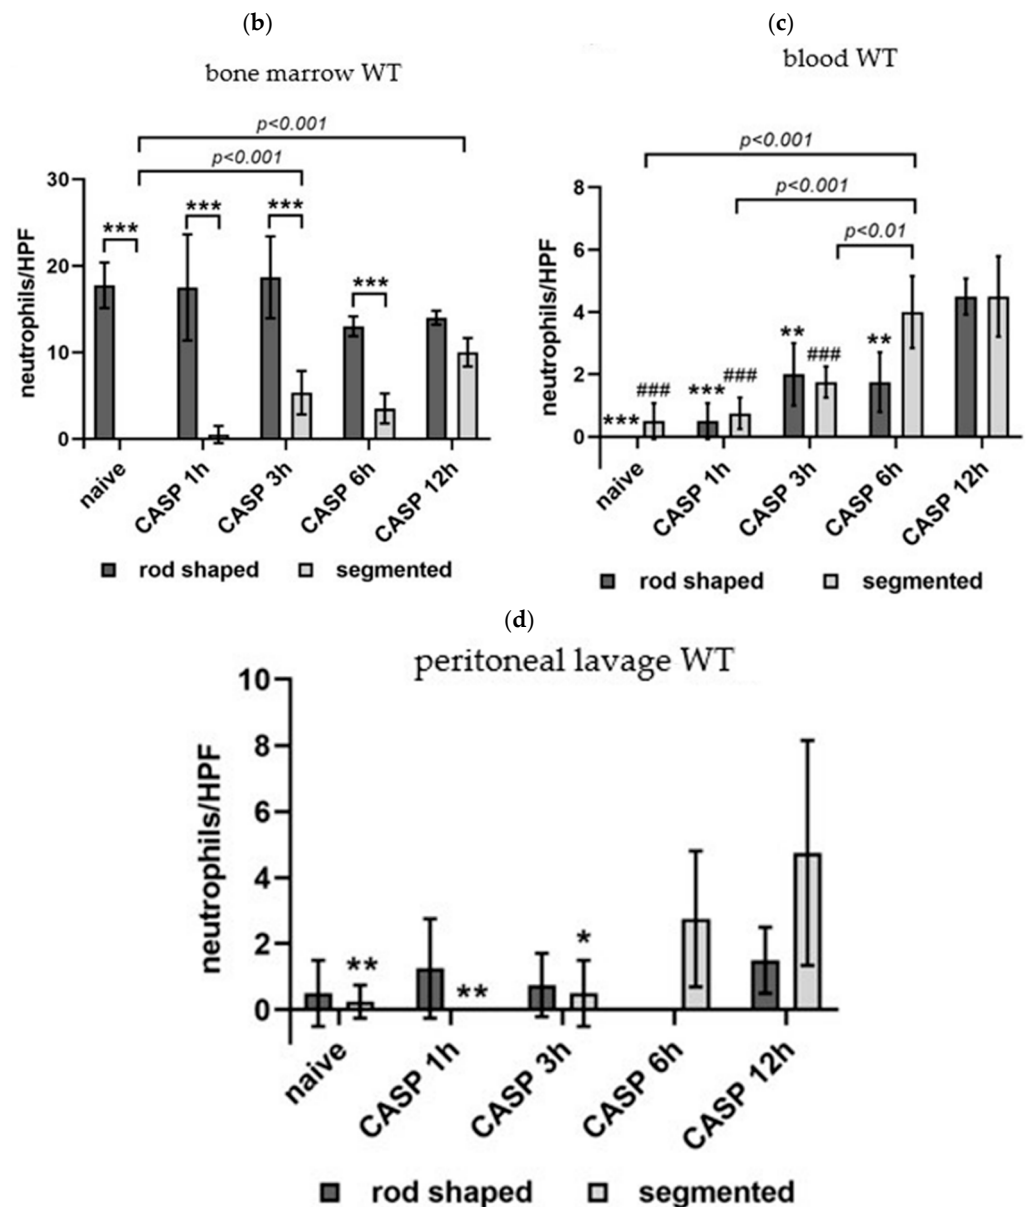 (b)
bone marrow WT
p<0.001
p<0.001
***
***
***
***
30
20
10
0
neutrophils/HPF
naive
CASP 1h
CASP 3h
CASP 6h
CASP 12h
rod shaped
segmented
(c)
blood WT
p<0.001
p<0.001
p<0.01
8
6
4
2
0
neutrophils/HPF
***
###
***
###
**
###
**
naive
CASP 1h
CASP 3h
CASP 6h
CASP 12h
rod shaped
segmented
(d)
peritoneal lavage WT
10
8
6
4
2
0
neutrophils/HPF
**
**
*
naive
CASP 1h
CASP 3h
CASP 6h
CASP 12h
rod shaped
segmented